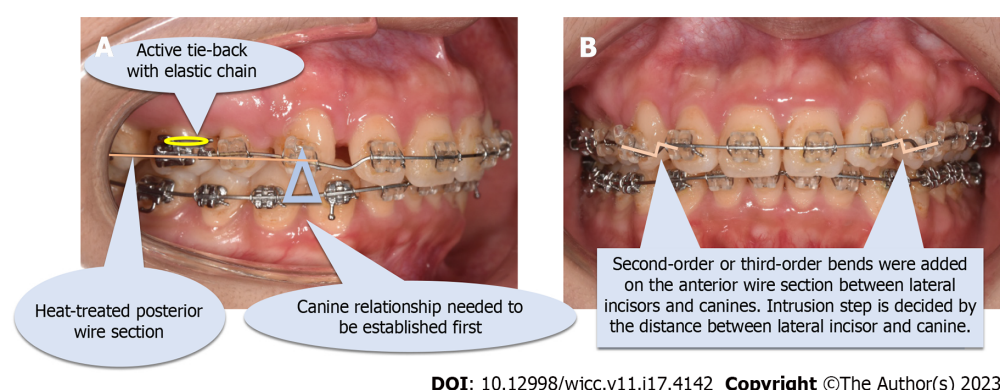 A
Active tie-back
with elastic chain
Heat-treated posterior
wire section
Canine relationship needed to
be established first
B
Second-order or third-order bends were added
on the anterior wire section between lateral
incisors and canines. Intrusion step is decided by
the distance between lateral incisor and canine.
DOI: 10.12998/wjcc.v11.i17.4142 Copyright ©The Author(s) 2023